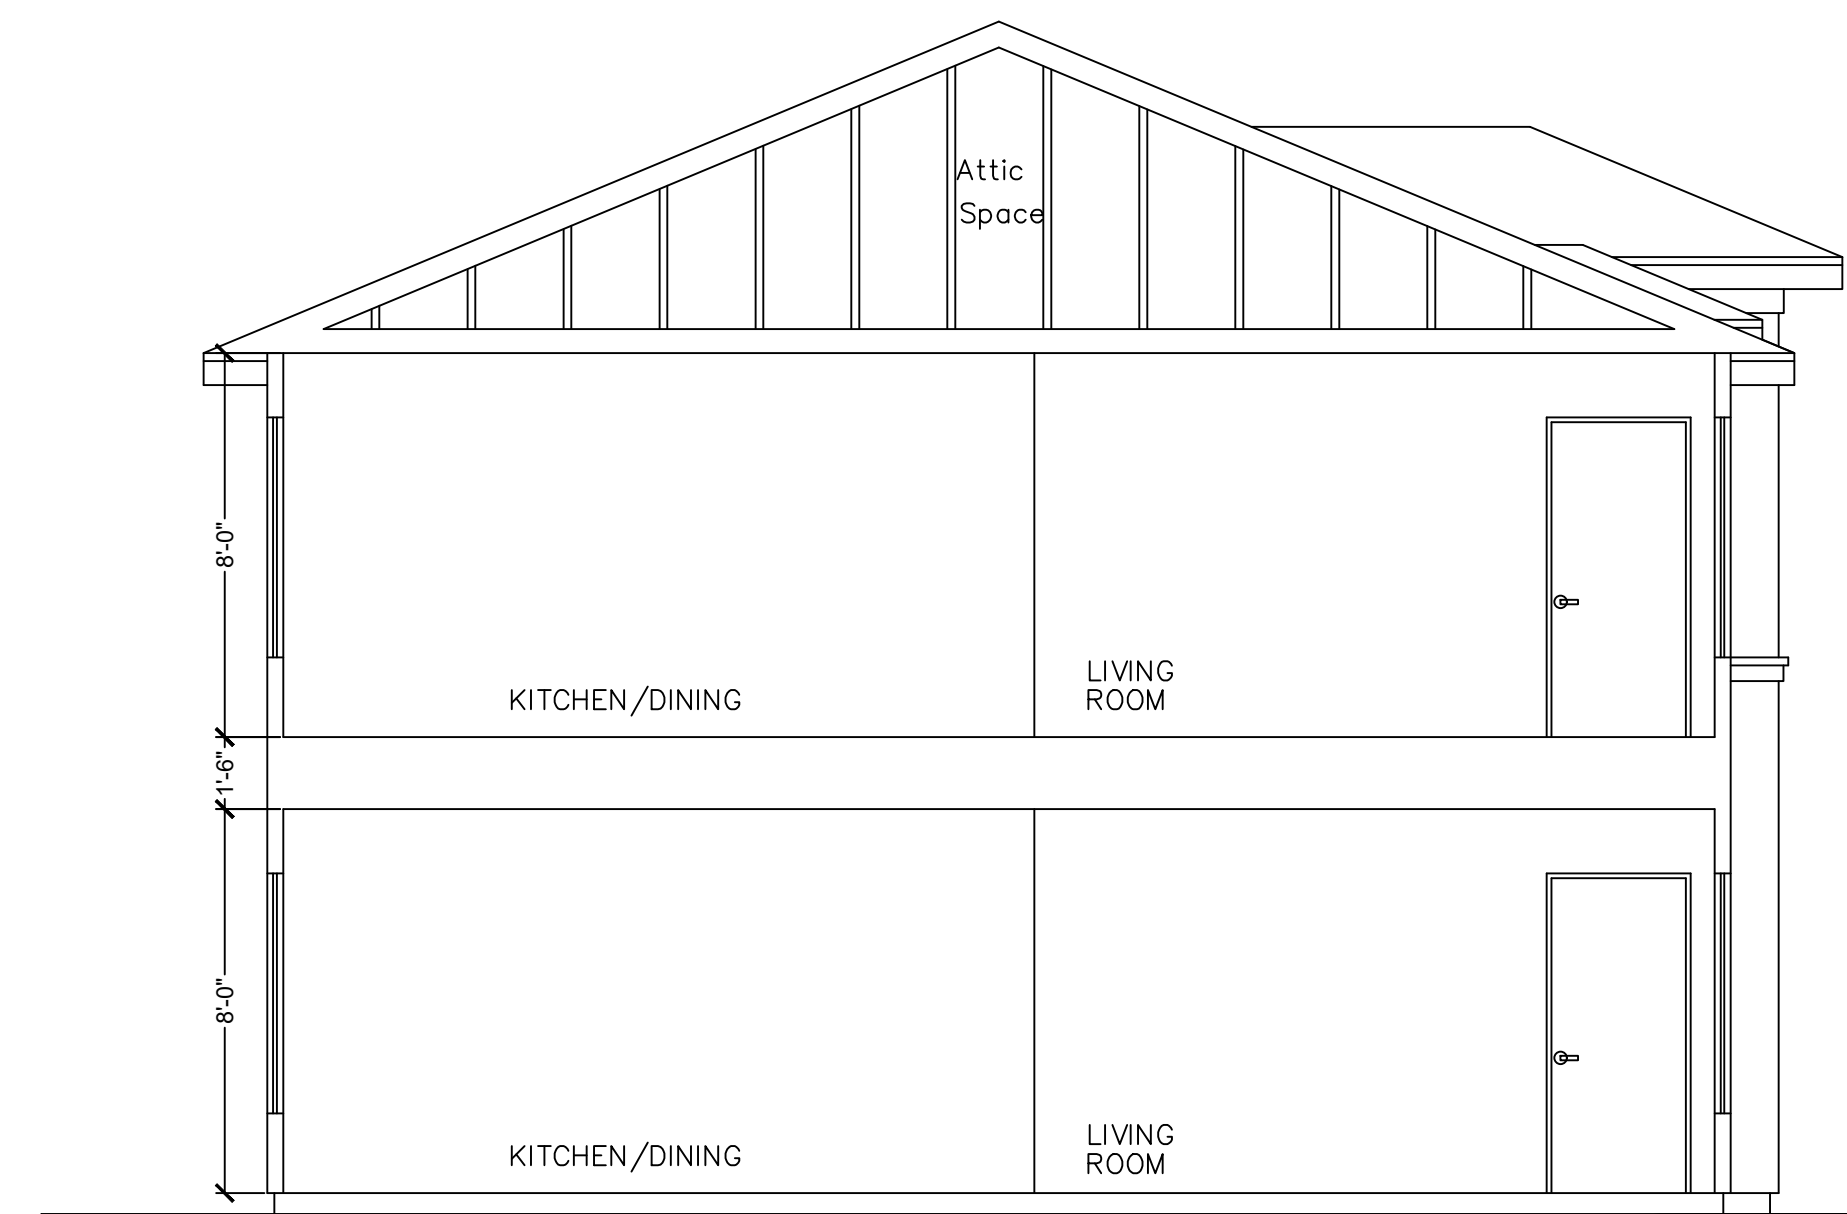 Attic
Space
8'-0"
KITCHEN/DINING
LIVING
ROOM
1'-6"
8'-0"
KITCHEN/DINING
LIVING
ROOM